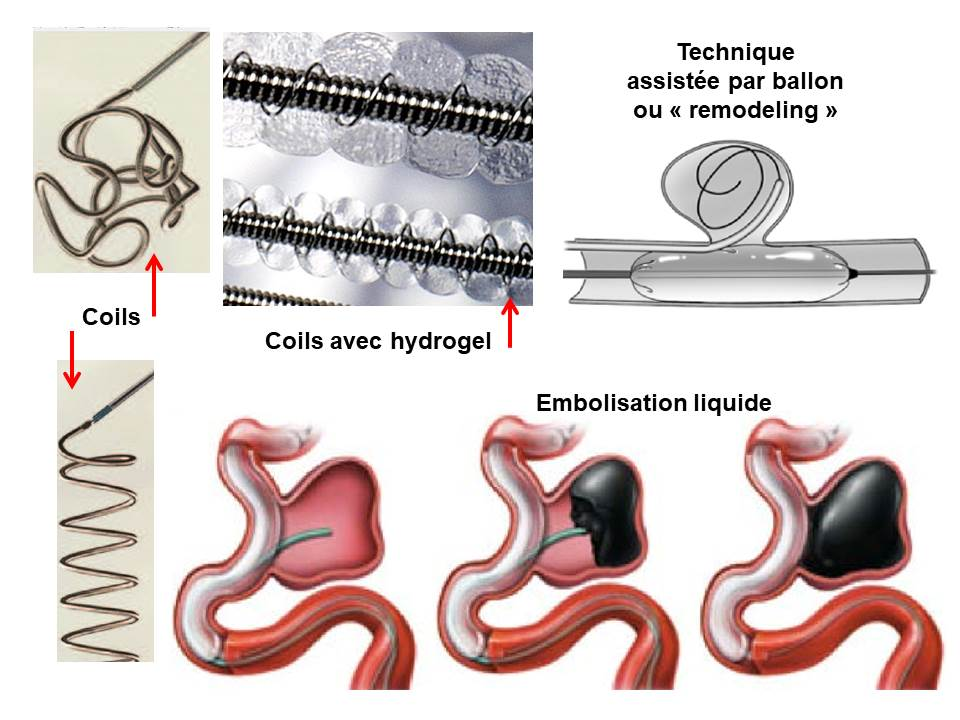 Technique
assistée par ballon
ou « remodeling »
Coils
Coils avec hydrogel
Embolisation liquide